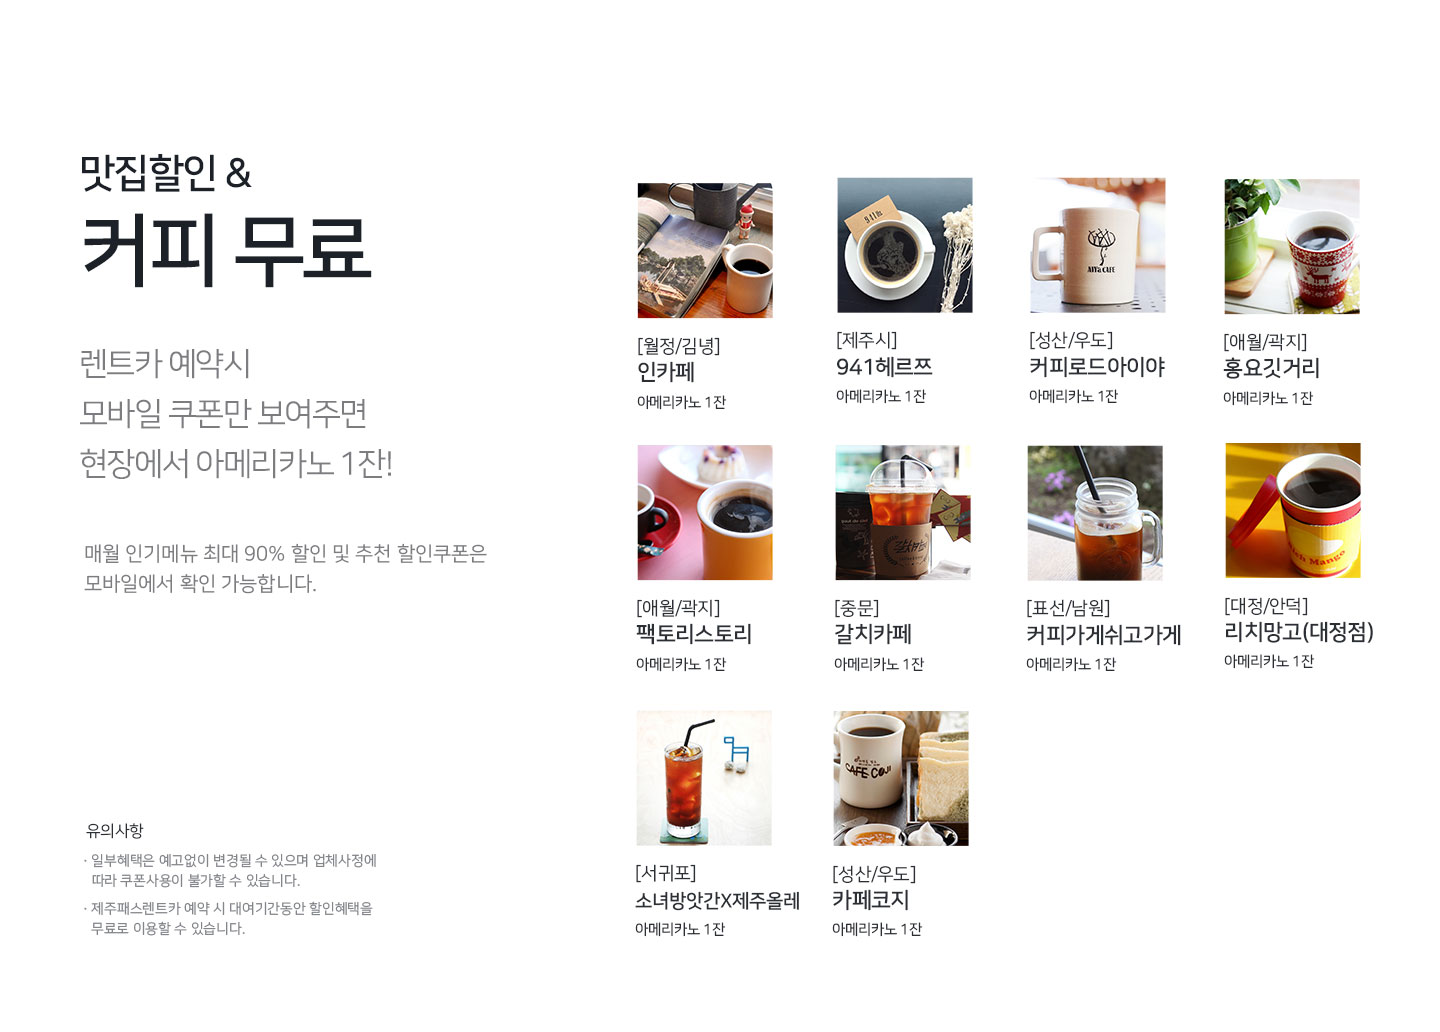 맛집할인 &
커피 무료
렌트카 예약시
모바일 쿠폰만 보여주면
현장에서 아메리카노 1잔!
매월 인기메뉴 최대 90% 할인 및 추천 할인쿠폰은
모바일에서 확인 가능합니다.
유의사항
· 일부혜택은 예고없이 변경될 수 있으며 업체사정에
따라 쿠폰사용이 불가할 수 있습니다.
· 제주패스렌트카 예약 시 대여기간동안 할인혜택을
무료로 이용할 수 있습니다.
[월정/김녕]
인카페
아메리카노 1잔
[제주시]
941헤르쯔
아메리카노 1잔
AIYa CAFE
[성산/우도]
커피로드아이야
아메리카노 1잔
[애월/곽지]
홍요깃거리
아메리카노 1잔
[애월/곽지]
팩토리스토리
아메리카노 1잔
갈치카페
[중문]
갈치카페
아메리카노 1잔
[표선/남원]
커피가게쉬고가게
아메리카노 1잔
Rich Mango
[대정/안덕]
리치망고(대정점)
아메리카노 1잔
[서귀포]
소녀방앗간X제주올레
아메리카노 1잔
CAFE COJI
[성산/우도]
카페코지
아메리카노 1잔